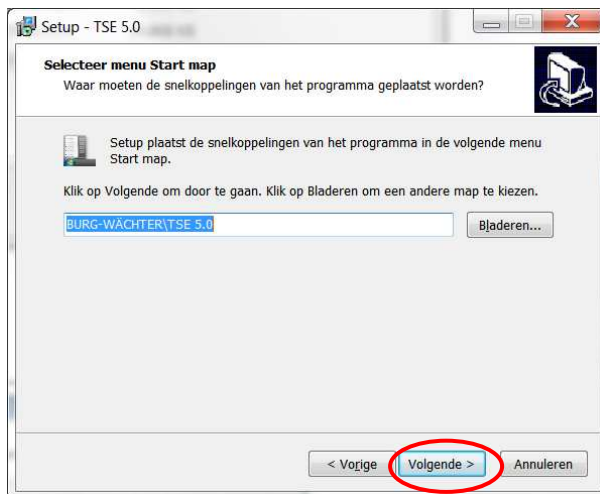 Setup - TSE 5.0
Selecteer menu Start map
Waar moeten de snelkoppelingen van het programma geplaatst worden?
Setup plaatst de snelkoppelingen van het programma in de volgende menu
Start map.
Klik op Volgende om door te gaan. Klik op Bladeren om een andere map te kiezen.
BURG-WÄCHTER\TSE 5.0
Bladeren...
< Vorige
Volgende >
Annuleren